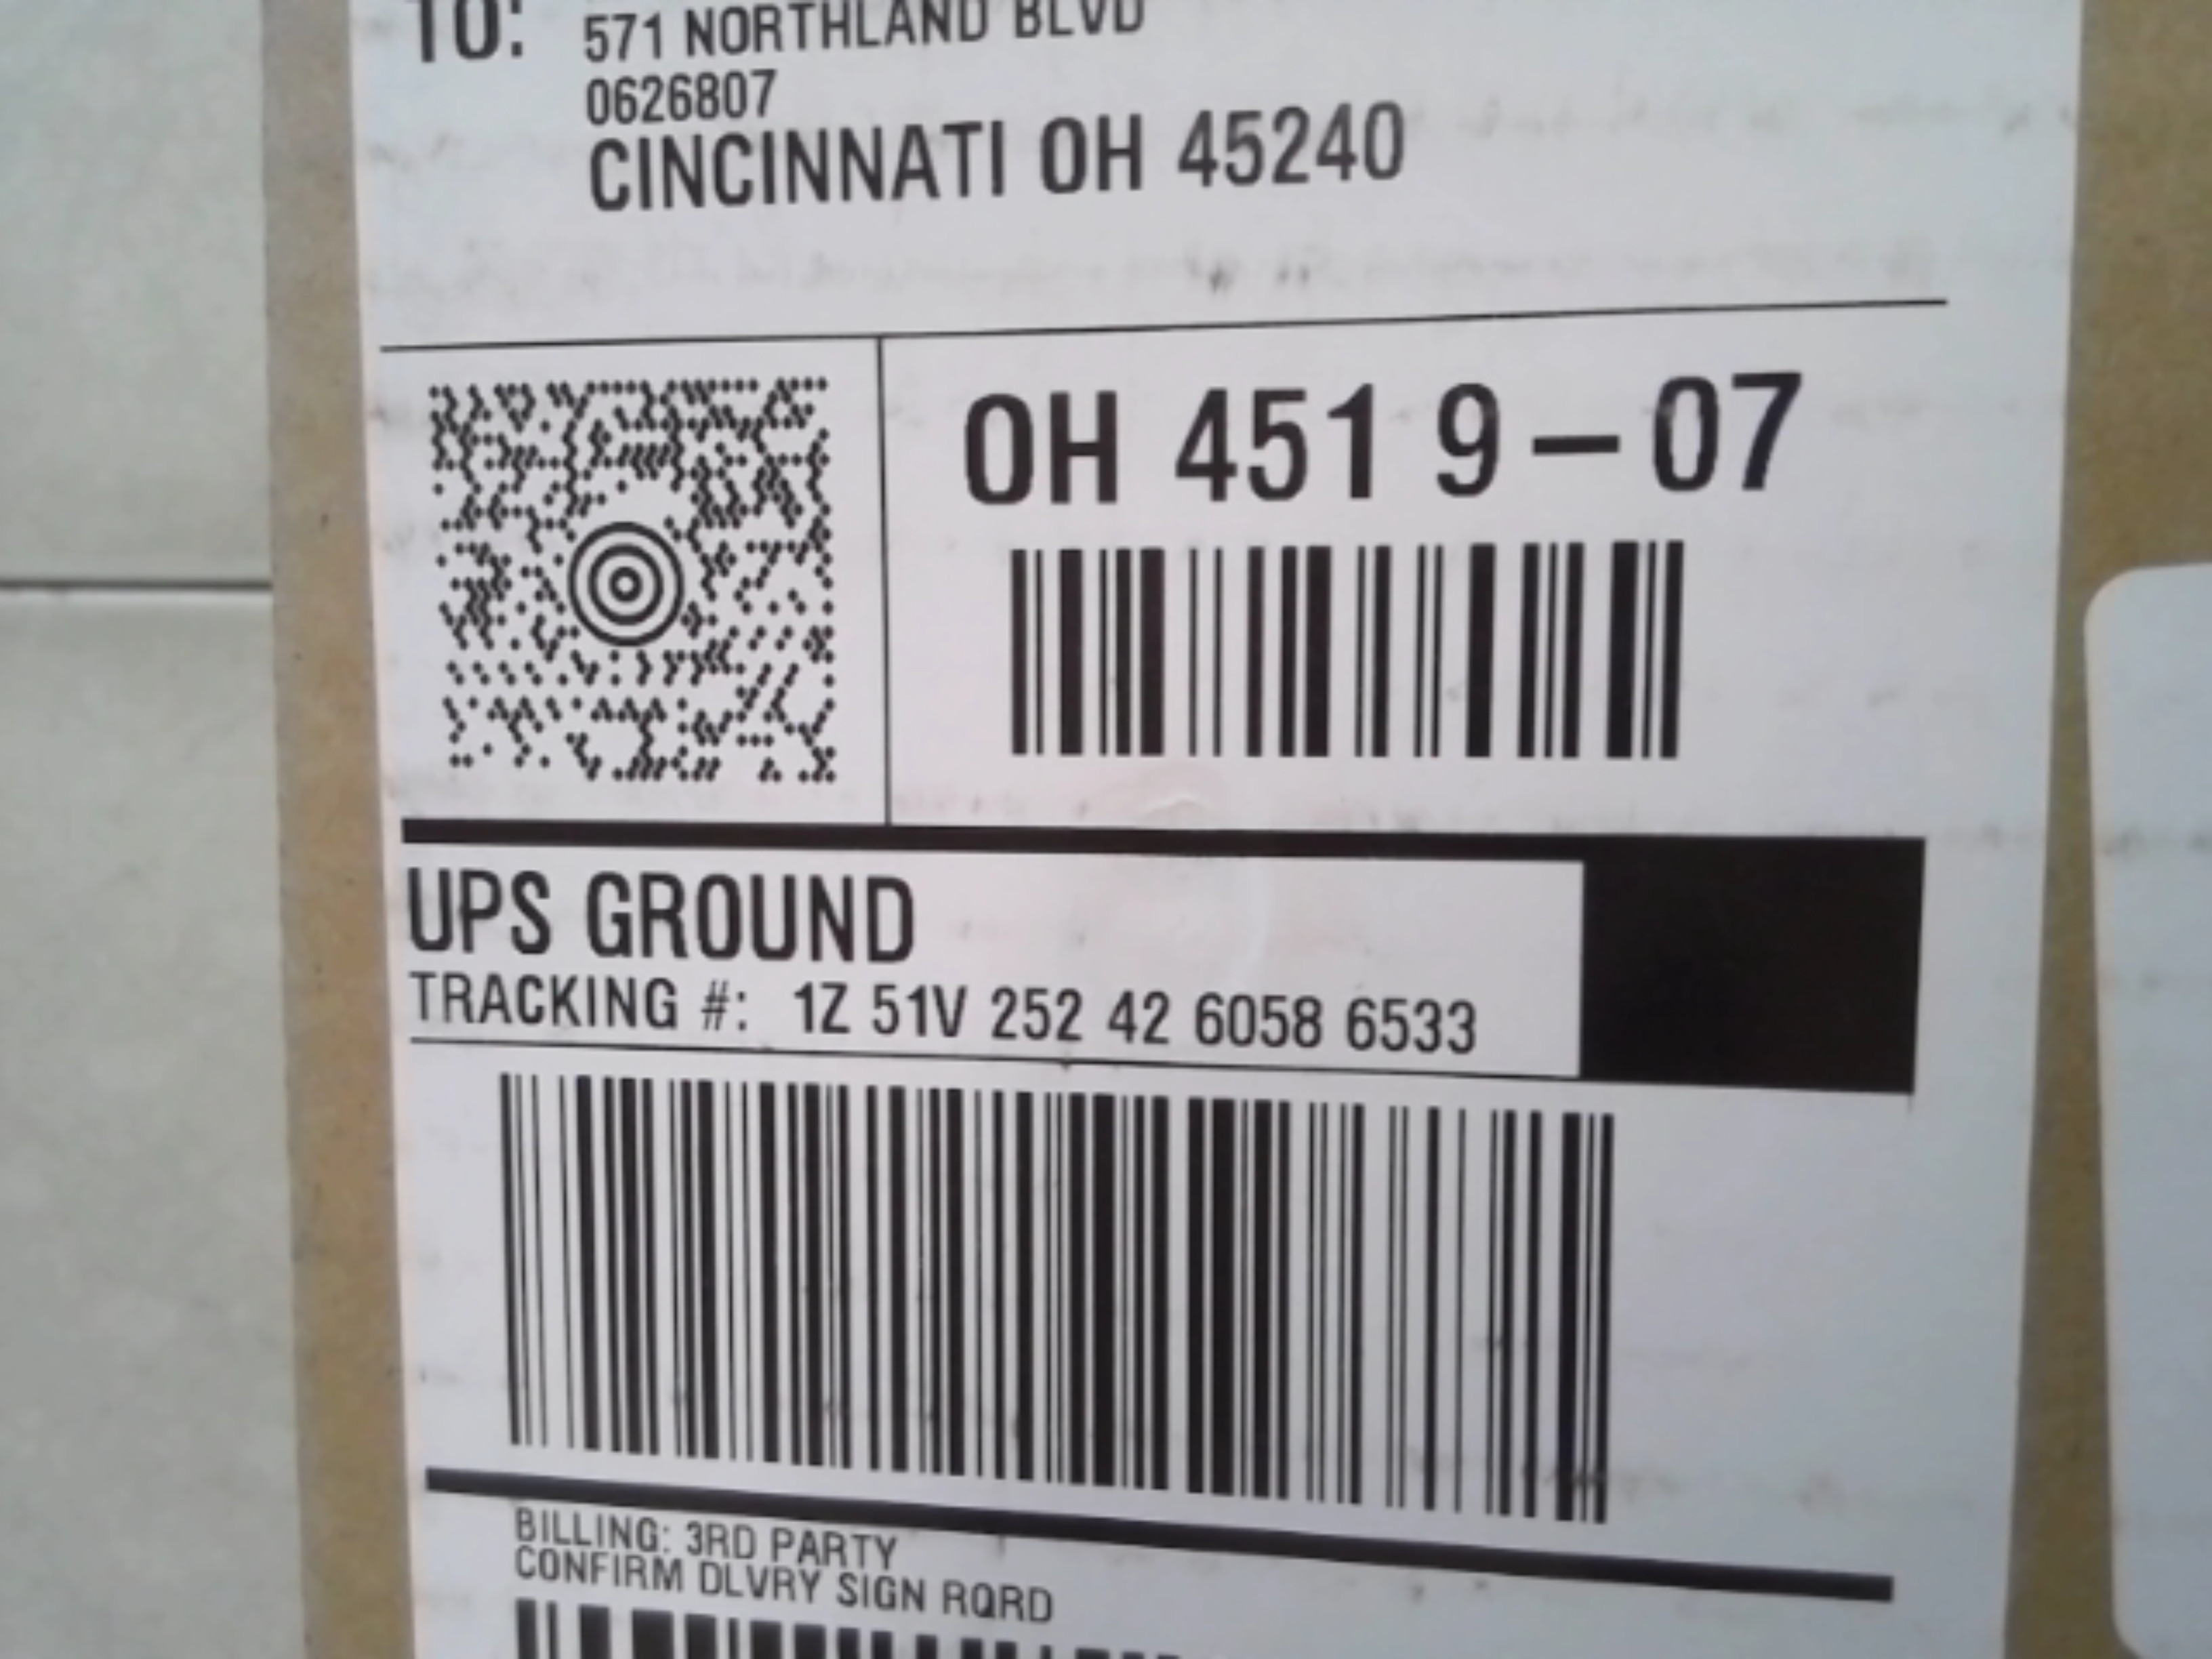 TO: 571 NORTHLAND BLVD
0626807
CINCINNATI OH 45240
OH 451 9-07
UPS GROUND
TRACKING #: 1Z 51V 252 42 6058 6533
BILLING: 3RD PARTY
CONFIRM DLVRY SIGN RQRD